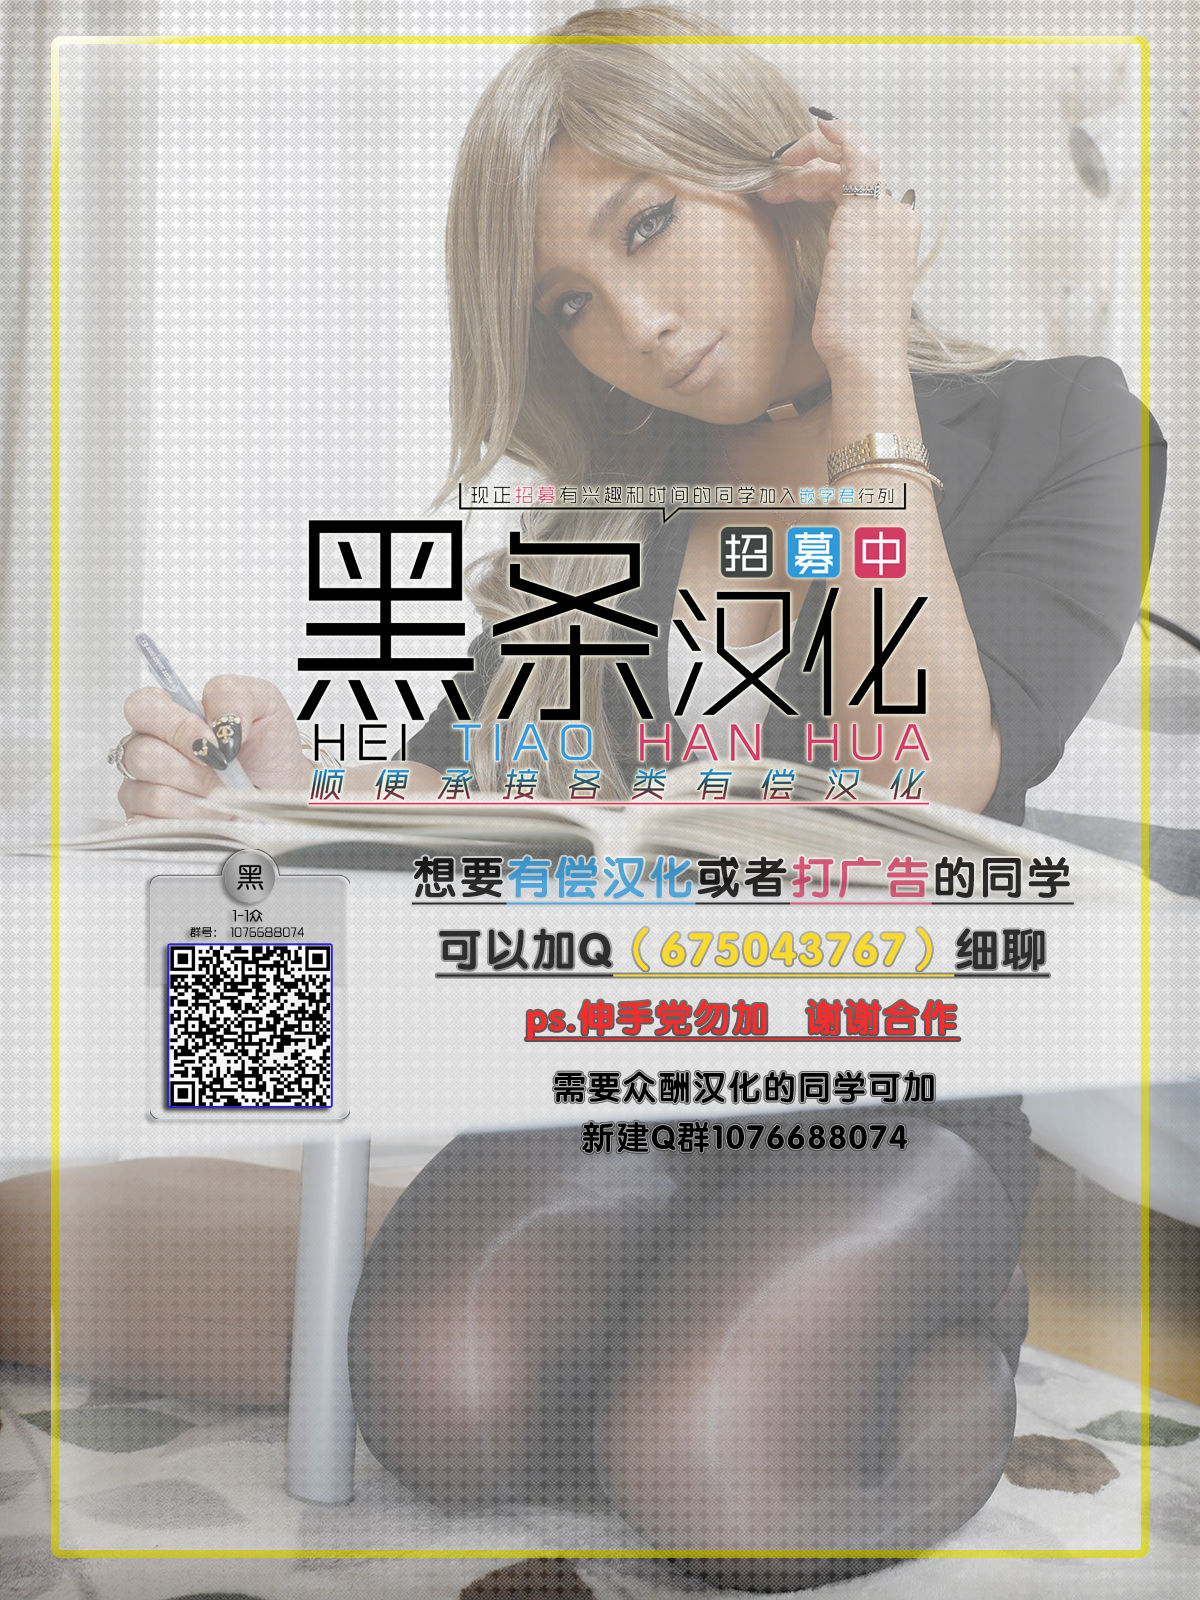 现正招募有兴趣和时间的同学加入嵌字君行列
招募中
黑条汉化
HEI TIAO HAN HUA
顺便承接各类有偿汉化
黑
1-1众
群号： 1076688074
想要有偿汉化或者打广告的同学
可以加Q（675043767）细聊
ps.伸手党勿加 谢谢合作
需要众酬汉化的同学可加
新建Q群1076688074